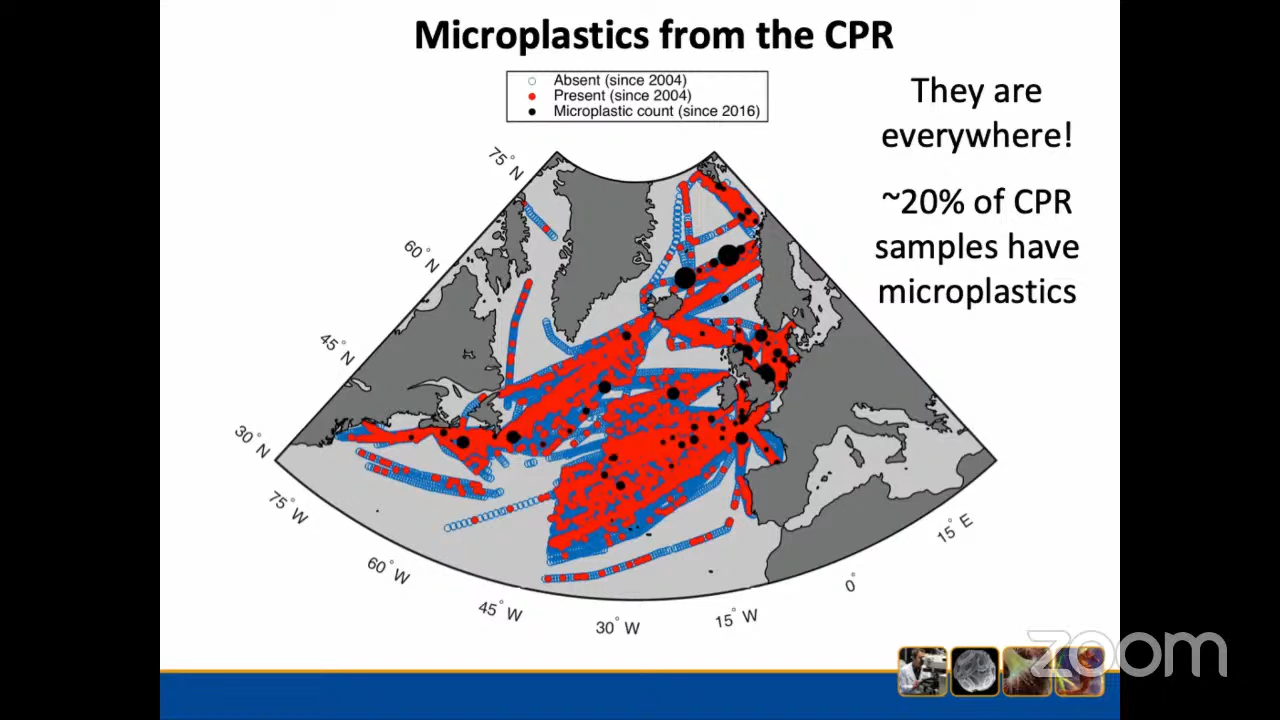 Microplastics from the CPR
Absent (since 2004)
Present (since 2004)
Microplastic count (since 2016)
They are
everywhere!
~20% of CPR
samples have
microplastics
75°N
60°N
45°N
30°N
75°W
60°W
45°W
30°W
15°W
0°
15°E
zoom